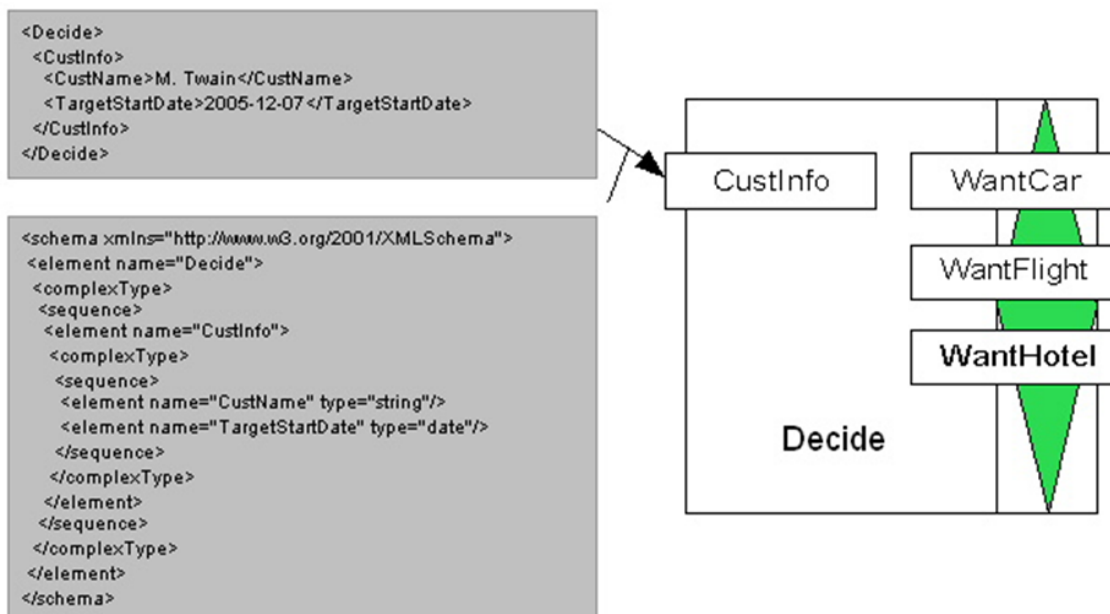 <Decide>
<CustInfo>
<CustName>M. Twain</CustName>
<TargetStartDate>2005-12-07</TargetStartDate>
</CustInfo>
</Decide>
<schema xmlns="http://www.w3.org/2001/XMLSchema">
<element name="Decide">
<complexType>
<sequence>
<element name="CustInfo">
<complexType>
<sequence>
<element name="CustName" type="string"/>
<element name="TargetStartDate" type="date"/>
</sequence>
</complexType>
</element>
</sequence>
</complexType>
</element>
</schema>
CustInfo
WantCar
WantFlight
WantHotel
Decide